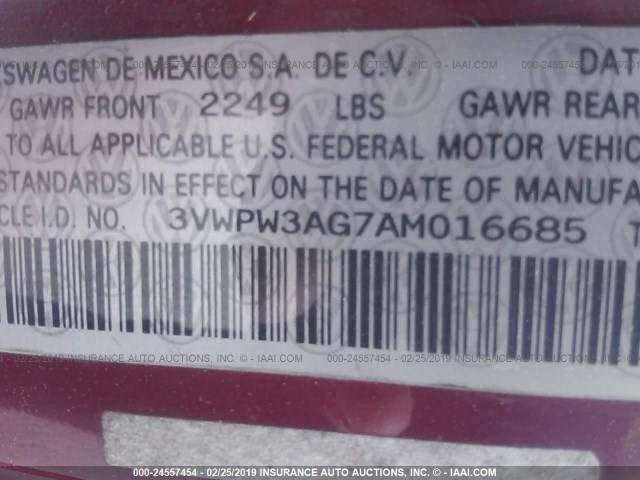 SWAGEN DE MEXICO S.A. DE C.V. DAT
GAWR FRONT 2249 LBS GAWR REAR
TO ALL APPLICABLE U.S. FEDERAL MOTOR VEHIC
STANDARDS IN EFFECT ON THE DATE OF MANUFA
CLE I.D. NO. 3VWPW3AG7AM016685 T
000-24557454 - 02/25/2019 INSURANCE AUTO AUCTIONS, INC. © - IAAI.COM